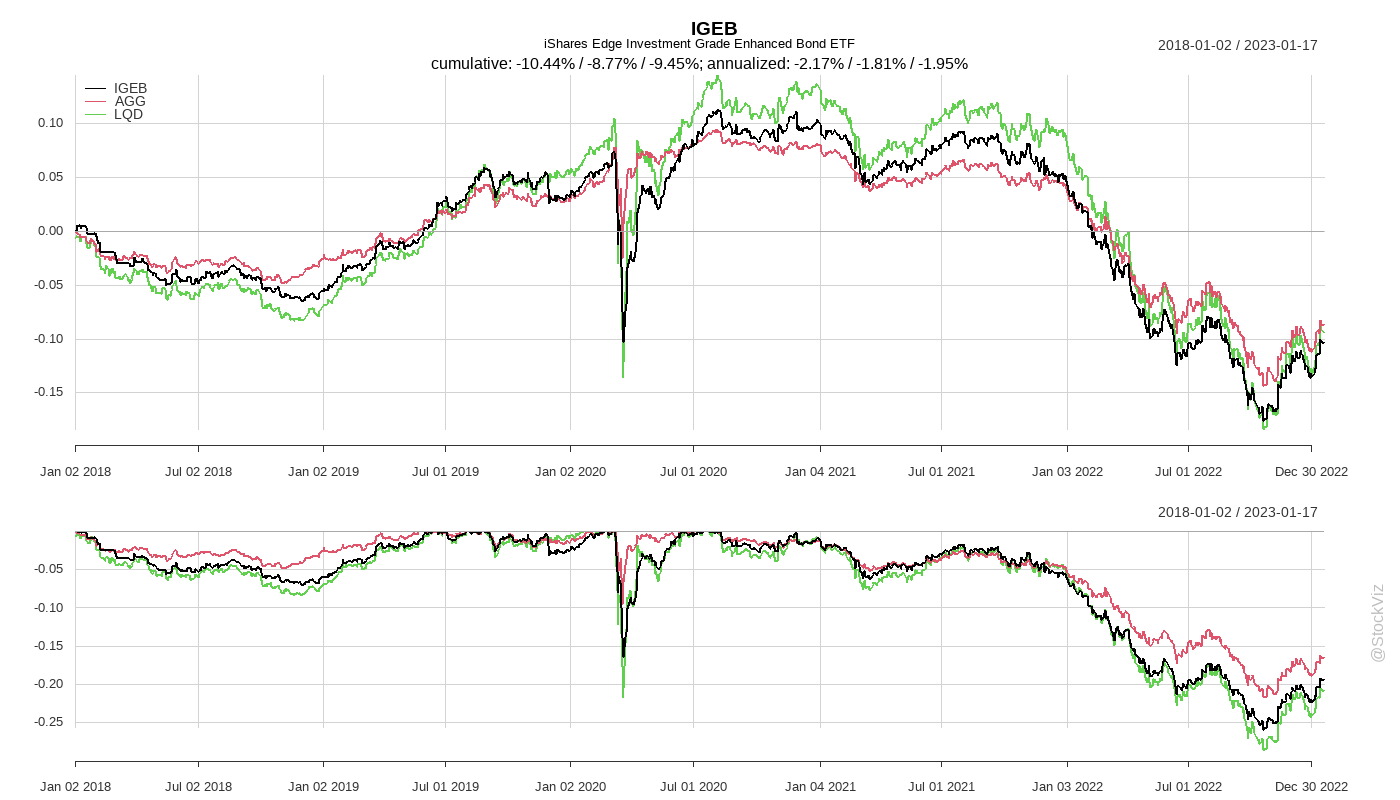 IGEB
iShares Edge Investment Grade Enhanced Bond ETF
2018-01-02 / 2023-01-17
cumulative: -10.44% / -8.77% / -9.45%; annualized: -2.17% / -1.81% / -1.95%
IGEB
AGG
LQD
0.10
0.05
0.00
-0.05
-0.10
-0.15
Jan 02 2018 Jul 02 2018 Jan 02 2019 Jul 01 2019 Jan 02 2020 Jul 01 2020 Jan 04 2021 Jul 01 2021 Jan 03 2022 Jul 01 2022 Dec 30 2022
2018-01-02 / 2023-01-17
-0.05
-0.10
-0.15
-0.20
-0.25
Jan 02 2018 Jul 02 2018 Jan 02 2019 Jul 01 2019 Jan 02 2020 Jul 01 2020 Jan 04 2021 Jul 01 2021 Jan 03 2022 Jul 01 2022 Dec 30 2022
@StockViz